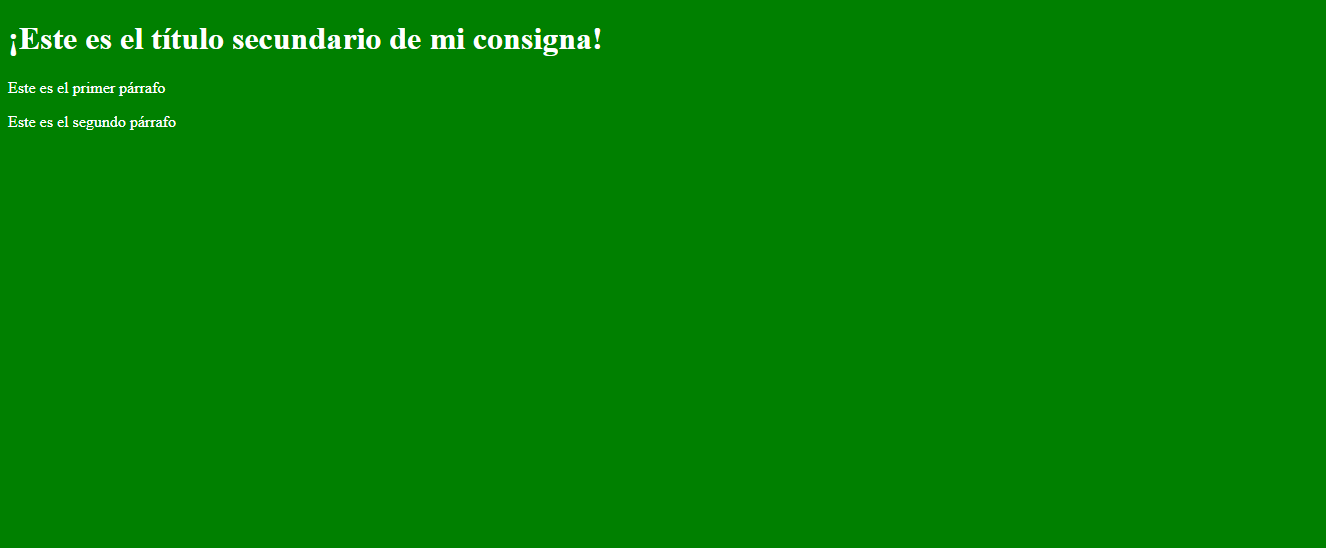 ¡Este es el título secundario de mi consigna!
Este es el primer párrafo
Este es el segundo párrafo